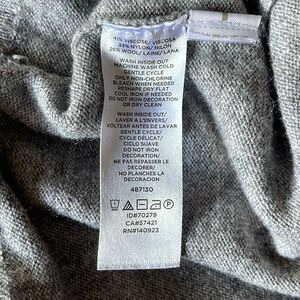 41% VISCOSE/ VISCOSA
33% NYLON/ NILÓN
26% WOOL/ LAINE/ LANA
WASH INSIDE OUT
MACHINE WASH COLD
GENTLE CYCLE
ONLY NON-CHLORINE
BLEACH WHEN NEEDED
RESHAPE DRY FLAT
COOL IRON IF NEEDED
DO NOT IRON DECORATION
OR DRY CLEAN
WASH INSIDE OUT/
LAVER A L'ENVERS/
VOLTEAR ANTES DE LAVAR
GENTLE CYCLE/
CYCLE DÉLICAT/
CICLO SUAVE
DO NOT IRON
DECORATION/
NE PAS REPASSER LE
DECORER/
NO PLANCHES LA
DECORACION
487130
ID#70278
CA#57421
RN#140923